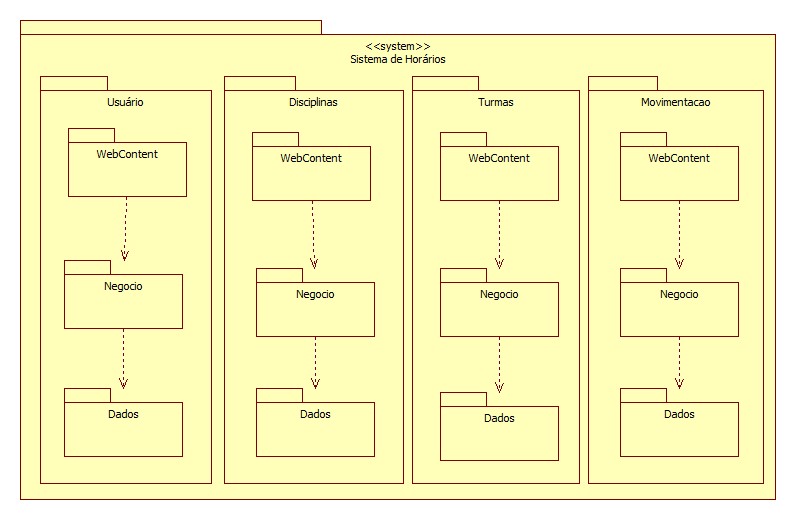 <<system>>
Sistema de Horários
Usuário
WebContent
Negocio
Dados
Disciplinas
WebContent
Negocio
Dados
Turmas
WebContent
Negocio
Dados
Movimentacao
WebContent
Negocio
Dados